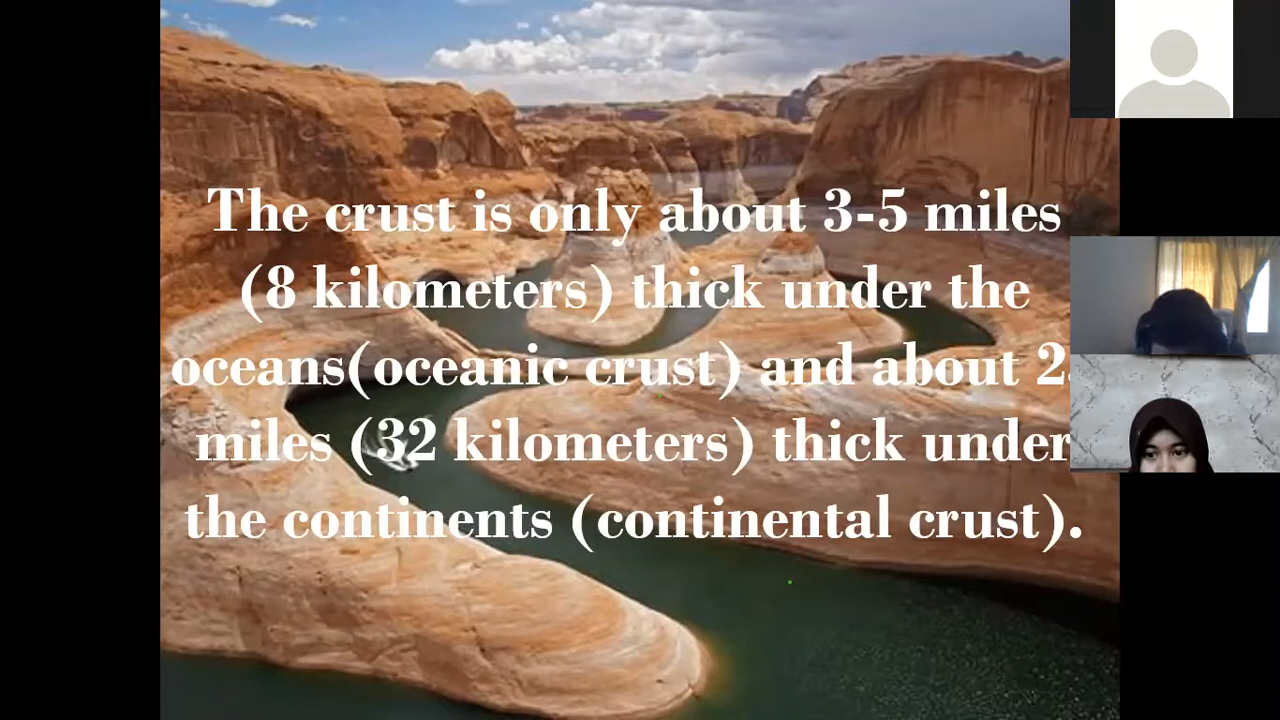 The crust is only about 3-5 miles
(8 kilometers) thick under the
oceans(oceanic crust) and about
miles (32 kilometers) thick under
the continents (continental crust).